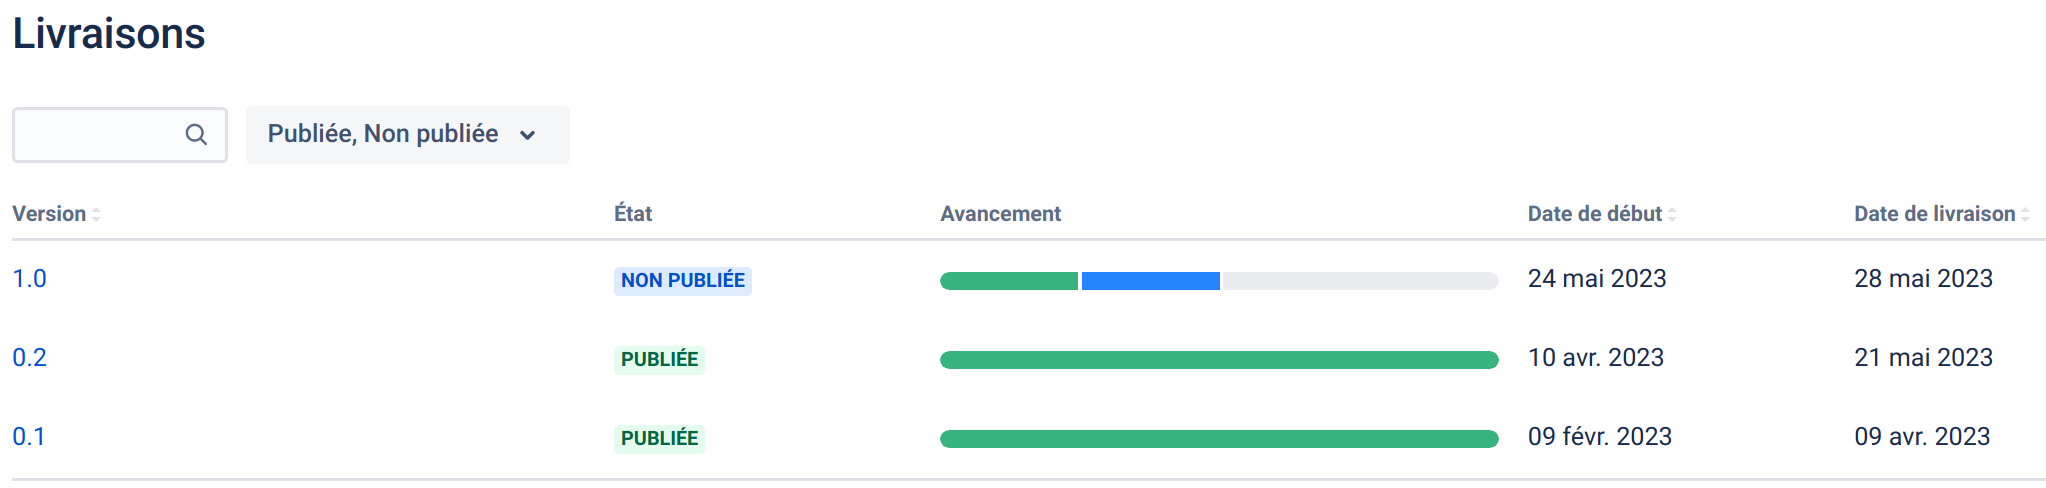 Livraisons
Publiée, Non publiée
Version État Avancement Date de début Date de livraison
1.0 NON PUBLIÉE 24 mai 2023 28 mai 2023
0.2 PUBLIÉE 10 avr. 2023 21 mai 2023
0.1 PUBLIÉE 09 févr. 2023 09 avr. 2023